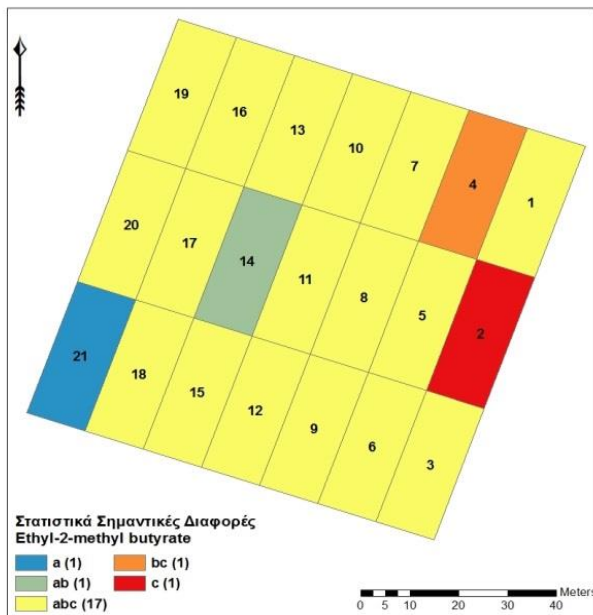 19 16 13 10 7 4 1
20 17 14 11 8 5 2
21 18 15 12 9 6 3
Στατιστικά Σημαντικές Διαφορές
Ethyl-2-methyl butyrate
a (1) bc (1)
ab (1) c (1)
abc (17)
Meters
0 5 10 20 30 40